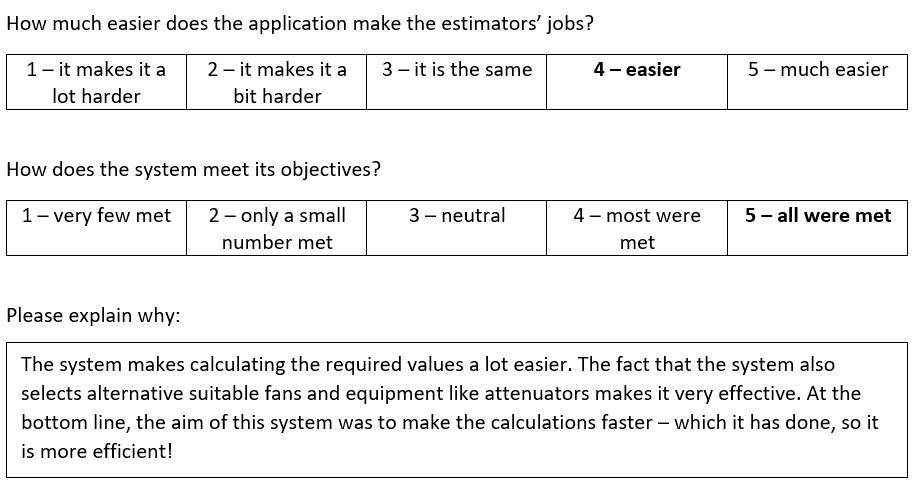 How much easier does the application make the estimators’ jobs?
1 – it makes it a lot harder
2 – it makes it a bit harder
3 – it is the same
4 – easier
5 – much easier
How does the system meet its objectives?
1 – very few met
2 – only a small number met
3 – neutral
4 – most were met
5 – all were met
Please explain why:
The system makes calculating the required values a lot easier. The fact that the system also
selects alternative suitable fans and equipment like attenuators makes it very effective. At the
bottom line, the aim of this system was to make the calculations faster – which it has done, so it
is more efficient!